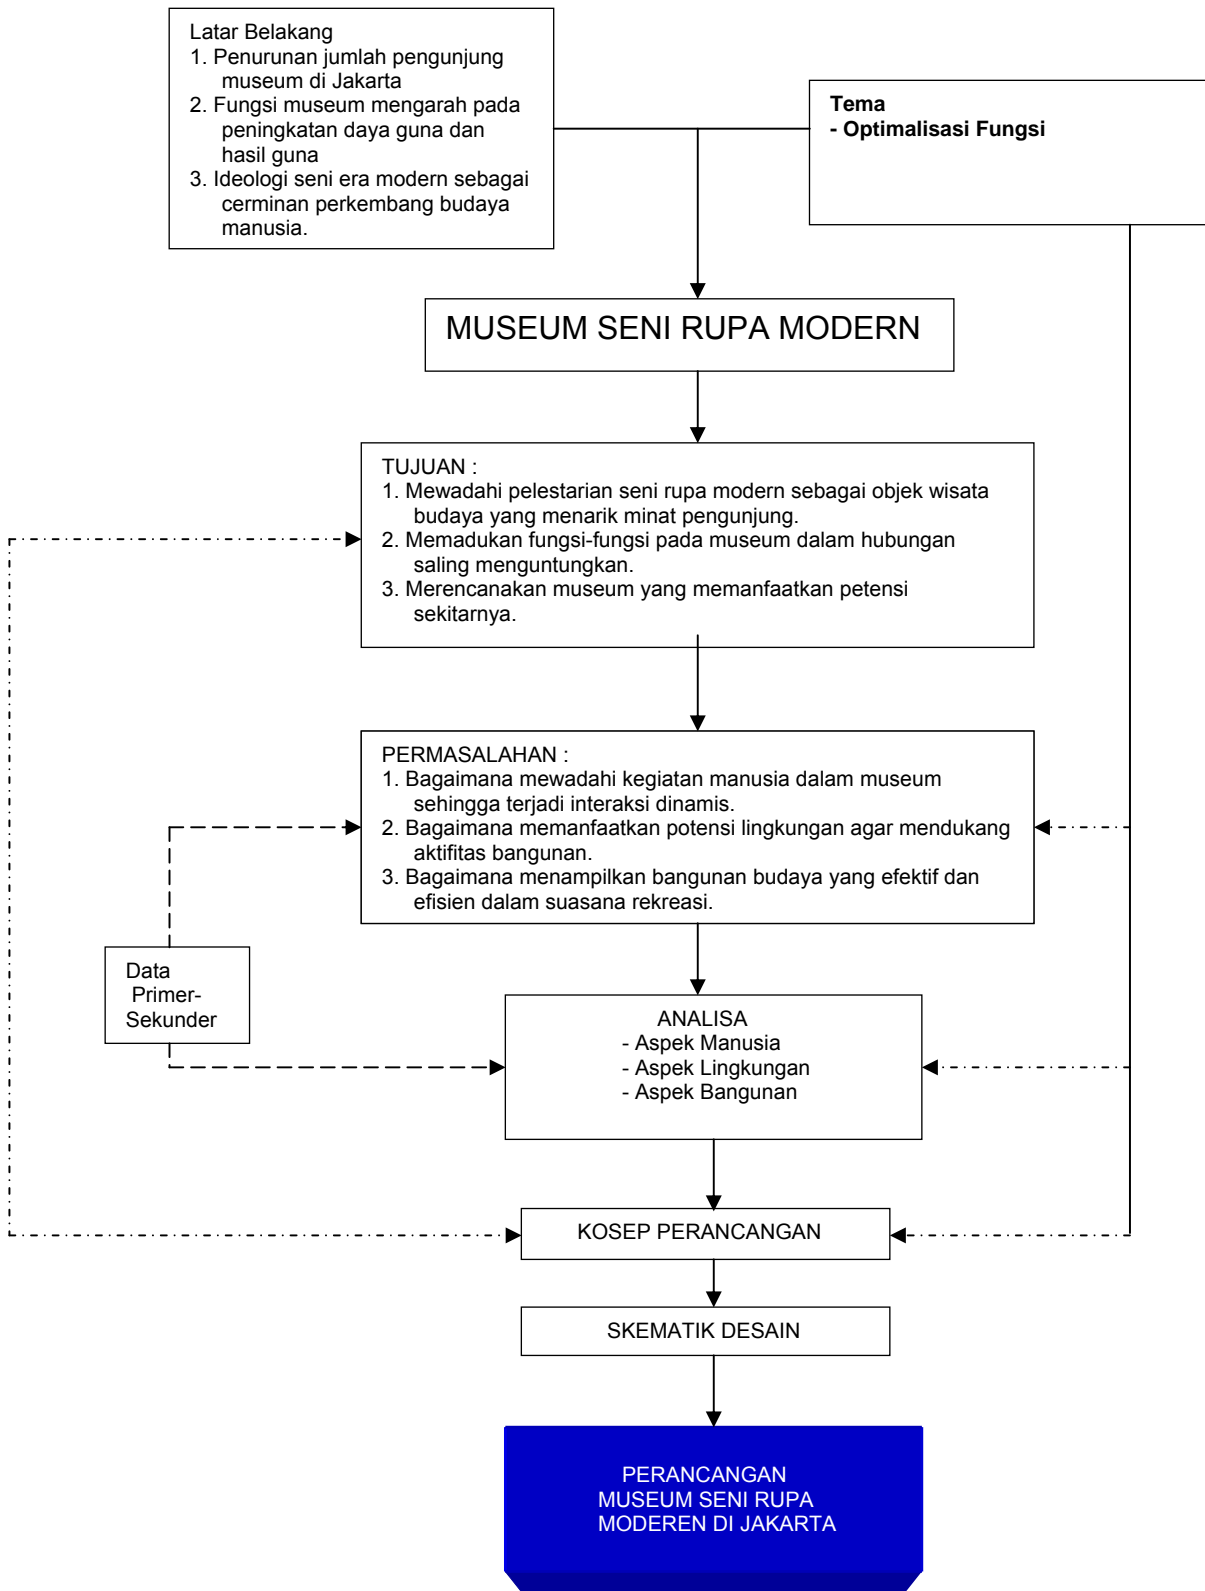 Latar Belakang
1. Penurunan jumlah pengunjung
museum di Jakarta
2. Fungsi museum mengarah pada
peningkatan daya guna dan
hasil guna
3. Ideologi seni era modern sebagai
cerminan perkembang budaya
manusia.
Tema
- Optimalisasi Fungsi
MUSEUM SENI RUPA MODERN
TUJUAN :
1. Mewadahi pelestarian seni rupa modern sebagai objek wisata
budaya yang menarik minat pengunjung.
2. Memadukan fungsi-fungsi pada museum dalam hubungan
saling menguntungkan.
3. Merencanakan museum yang memanfaatkan petensi
sekitarnya.
PERMASALAHAN :
1. Bagaimana mewadahi kegiatan manusia dalam museum
sehingga terjadi interaksi dinamis.
2. Bagaimana memanfaatkan potensi lingkungan agar mendukang
aktifitas bangunan.
3. Bagaimana menampilkan bangunan budaya yang efektif dan
efisien dalam suasana rekreasi.
Data
Primer-
Sekunder
ANALISA
- Aspek Manusia
- Aspek Lingkungan
- Aspek Bangunan
KOSEP PERANCANGAN
SKEMATIK DESAIN
PERANCANGAN
MUSEUM SENI RUPA
MODEREN DI JAKARTA